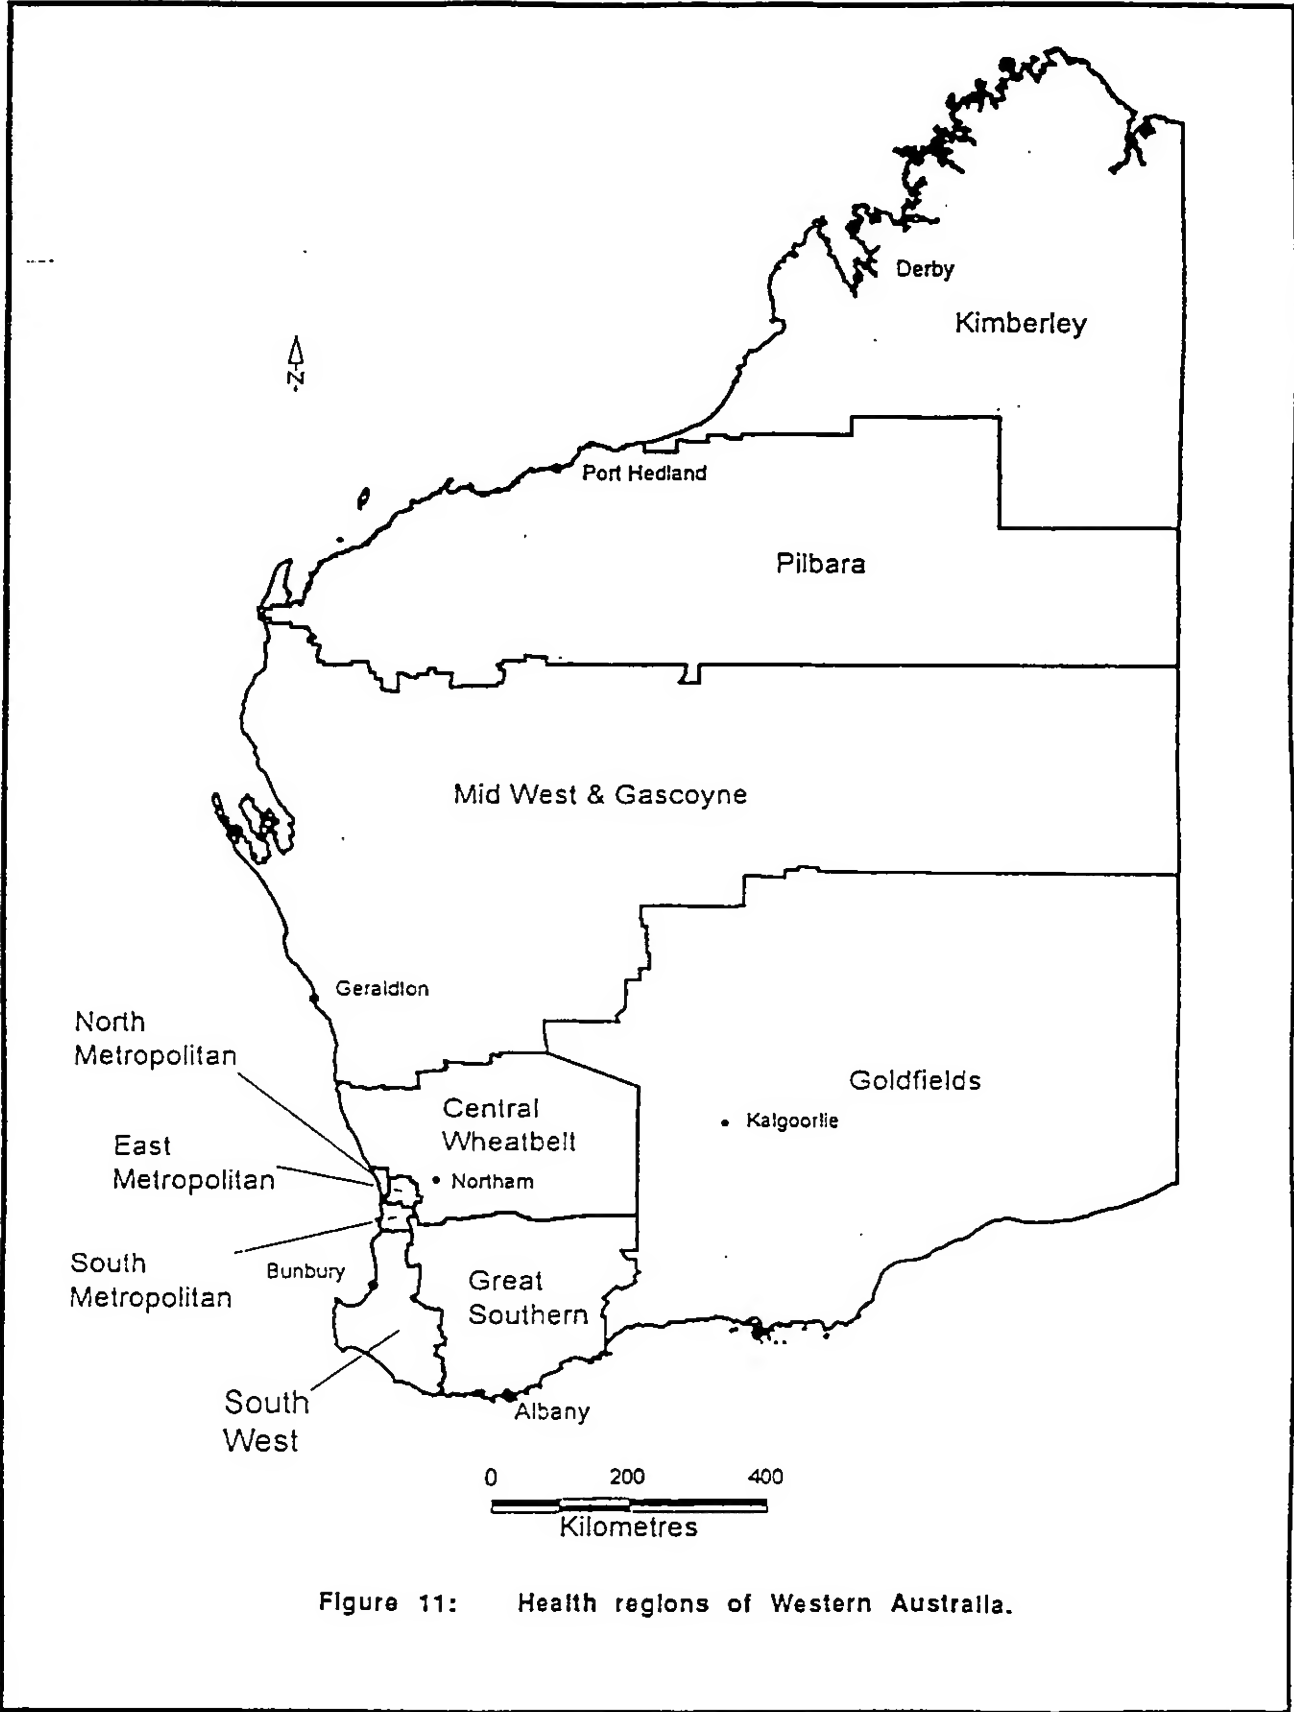 Derby
Kimberley
N
Port Hedland
Pilbara
Mid West & Gascoyne
Geraldton
North
Metropolitan
Goldfields
Central
Wheatbelt
Kalgoorlie
East
Metropolitan
Northam
South
Metropolitan
Bunbury
Great
Southern
South
West
Albany
0 200 400
Kilometres
Figure 11: Health regions of Western Australia.